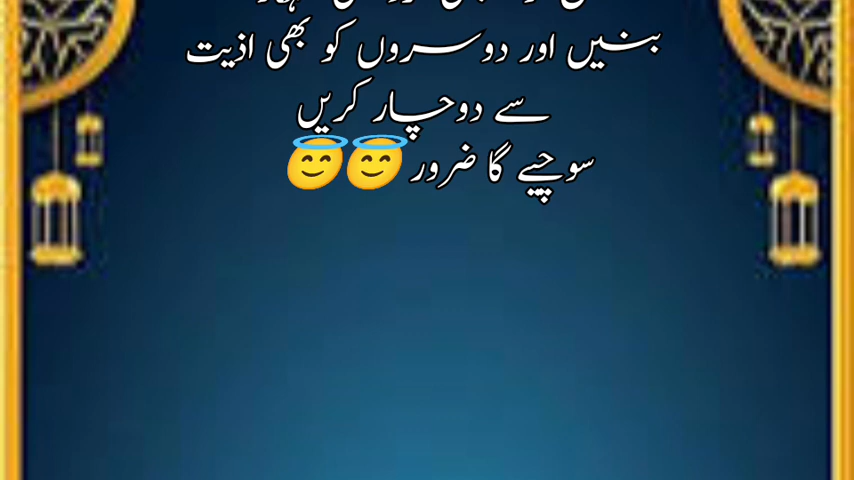 بنیں اور دوسروں کو بھی اذیت
سے دوچار کریں
سوچیے گا ضرور 😇😇